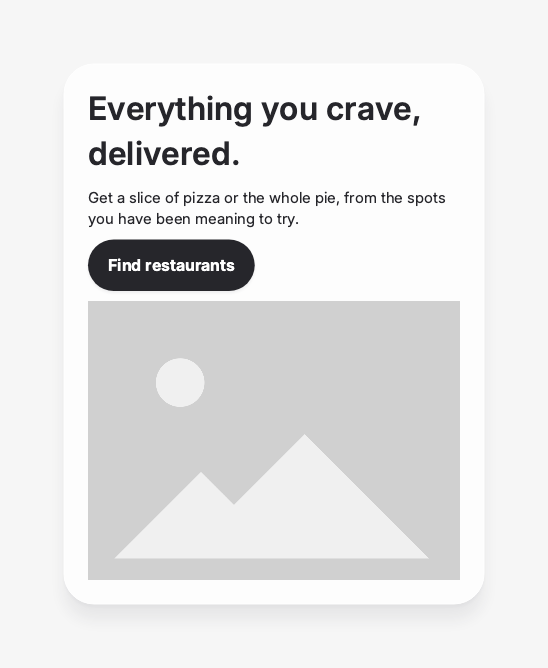 Everything you crave,
delivered.
Get a slice of pizza or the whole pie, from the spots
you have been meaning to try.
Find restaurants